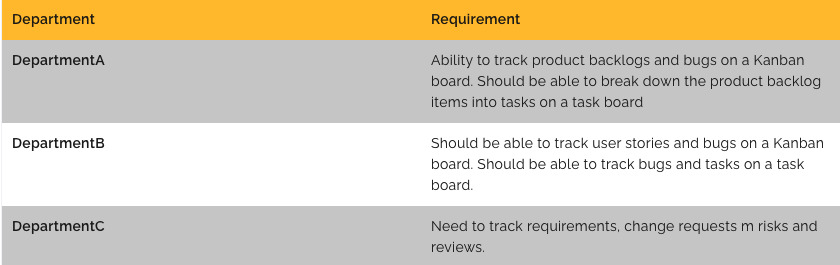 Department Requirement
DepartmentA Ability to track product backlogs and bugs on a Kanban
board. Should be able to break down the product backlog
items into tasks on a task board
DepartmentB Should be able to track user stories and bugs on a Kanban
board. Should be able to track bugs and tasks on a task
board.
DepartmentC Need to track requirements, change requests m risks and
reviews.